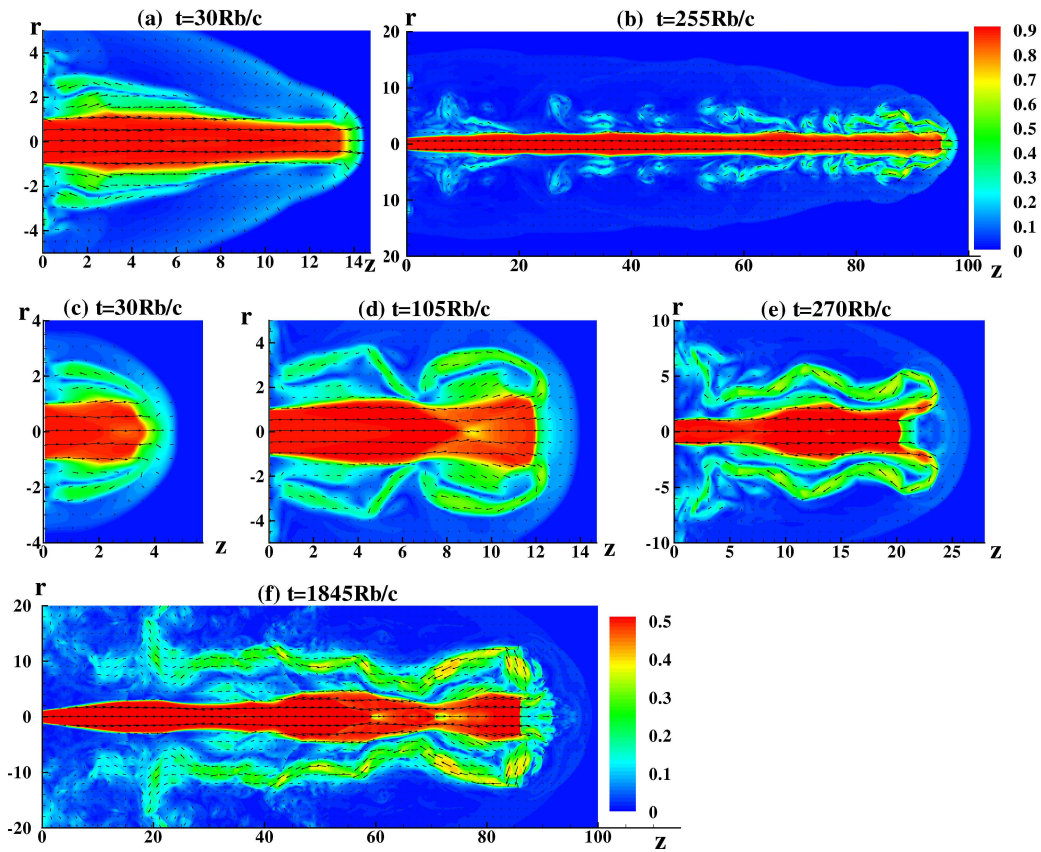 (a) t=30Rb/c
r
4
2
0
-2
-4
0 2 4 6 8 10 12 14 z
(b) t=255Rb/c
r
20
10
0
10
20
0 20 40 60 80 100
z
0.9
0.8
0.7
0.6
0.5
0.4
0.3
0.2
0.1
0
(c) t=30Rb/c
r
4
2
0
-2
-4
0 2 4 z
(d) t=105Rb/c
r
4
2
0
-2
-4
0 2 4 6 8 10 12 14 z
(e) t=270Rb/c
r
10
5
0
-5
-10
0 5 10 15 20 25 z
(f) t=1845Rb/c
r
20
10
0
-10
-20
0 20 40 60 80 100 z
0.5
0.4
0.3
0.2
0.1
0